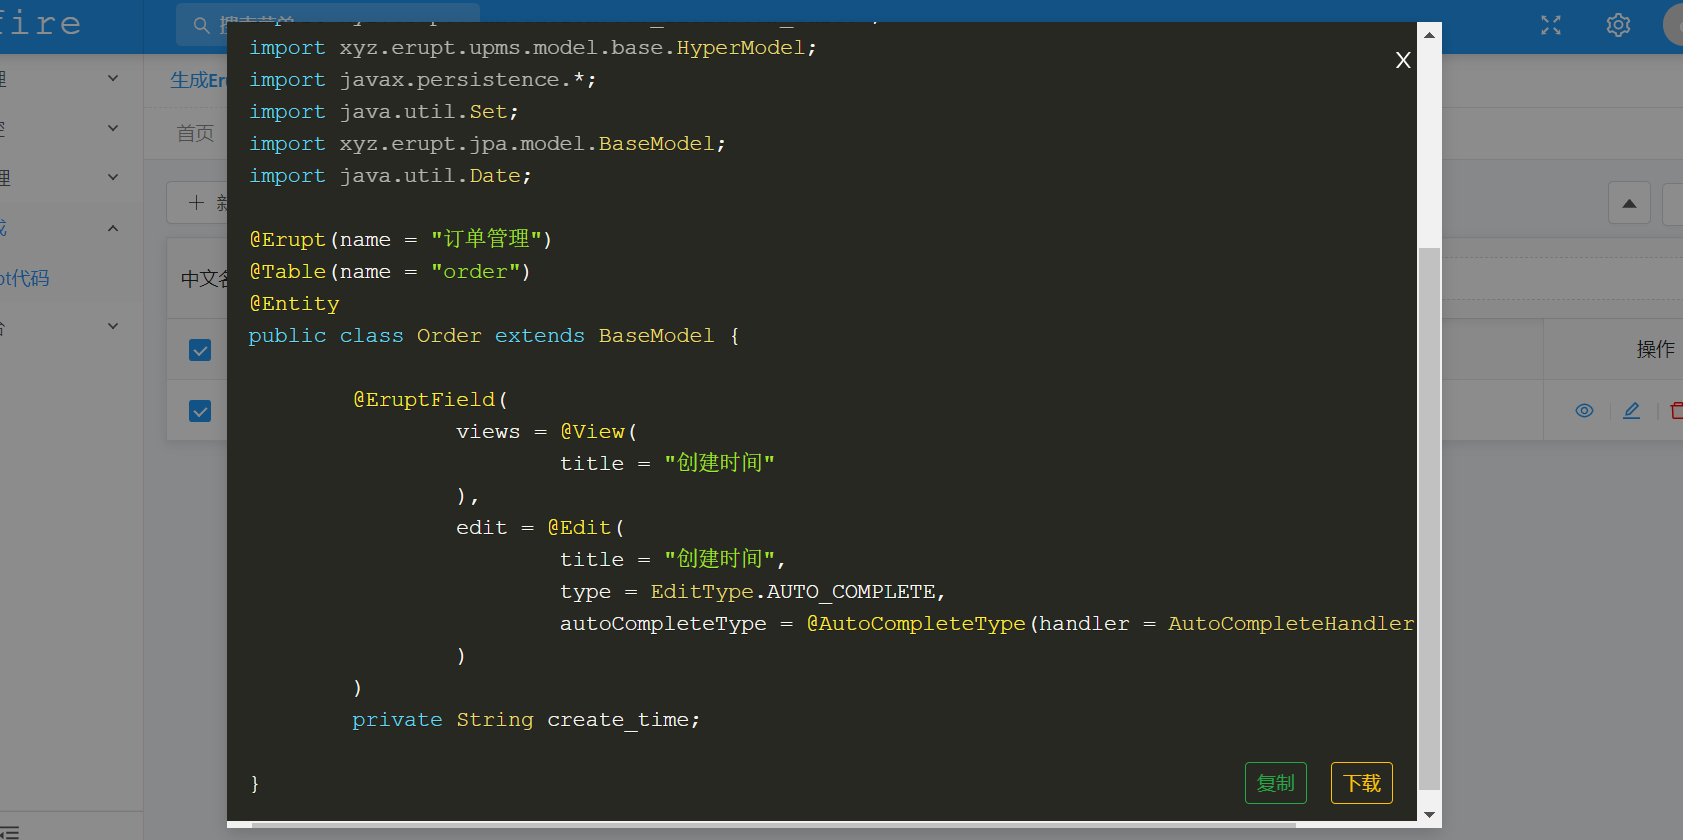 fire
搜索菜单
import xyz.erupt.upms.model.base.HyperModel;
X
import javax.persistence.*;
生成Eru
import java.util.Set;
首页
import xyz.erupt.jpa.model.BaseModel;
import java.util.Date;
理
新
@Erupt(name = "订单管理")
@Table(name = "order")
pt代码
中文名
@Entity
public class Order extends BaseModel {
操作
@EruptField(
views = @View(
title = "创建时间"
),
edit = @Edit(
title = "创建时间",
type = EditType.AUTO_COMPLETE,
autoCompleteType = @AutoCompleteType(handler = AutoCompleteHandler
)
)
private String create_time;
}
复制
下载